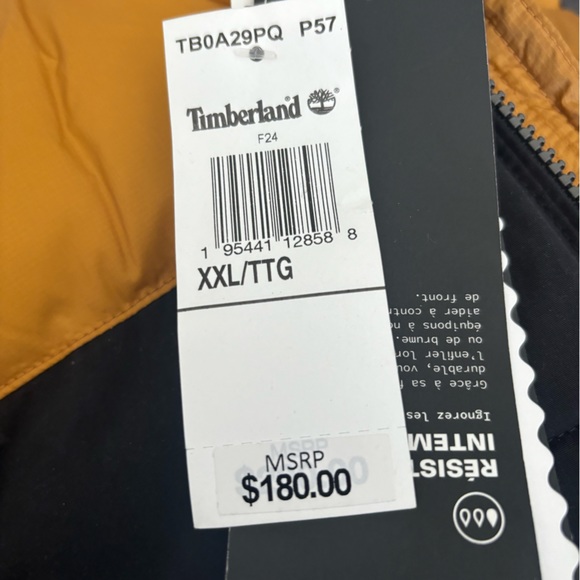 TB0A29PQ P57
Timberland
F24
1 95441 12858 8
XXL/TTG
MSRP
$180.00
RÉSIST
INTEM
Ignorez les
Grâce à sa
durable, vou
l'enfiler lor
ou de brume.
équipons à
aider à cont
de front.